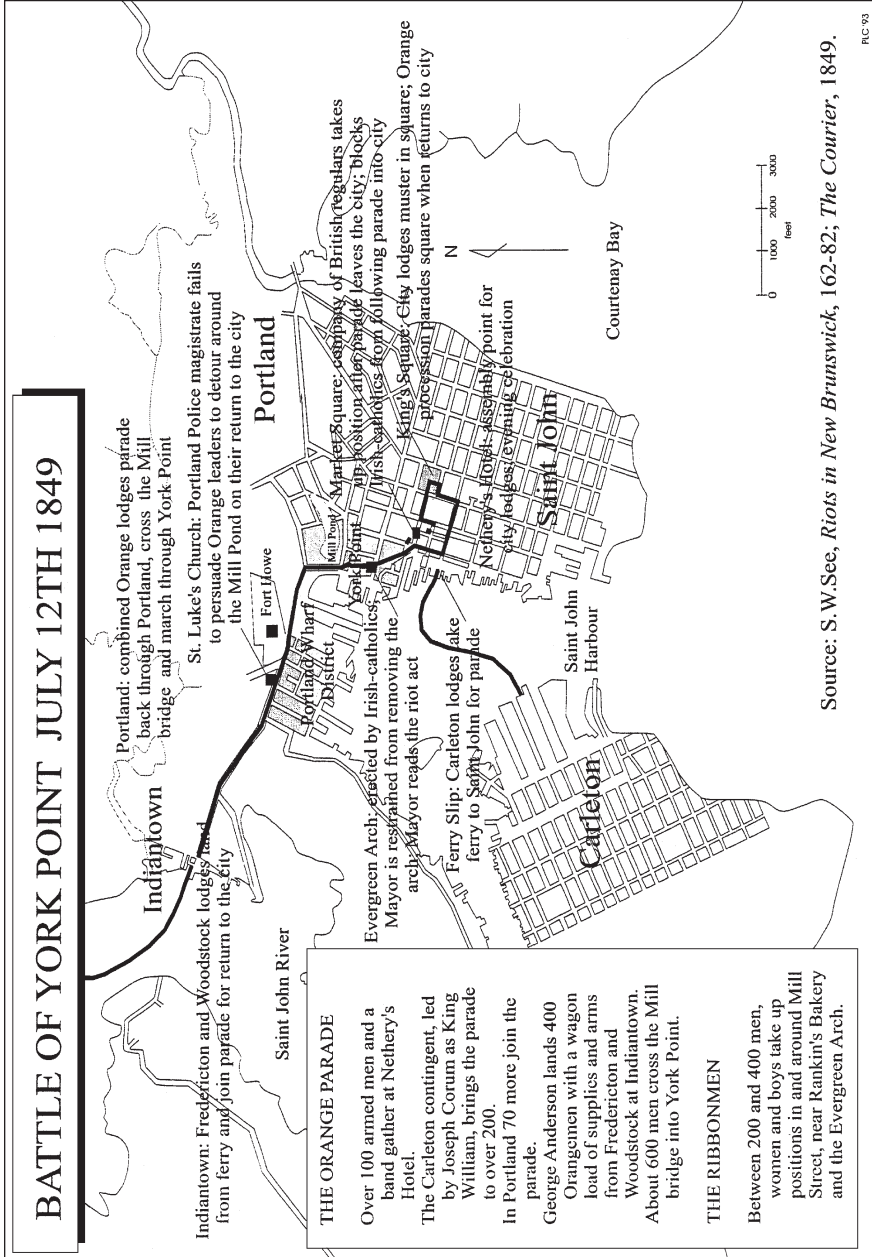 BATTLE OF YORK POINT JULY 12TH 1849
Indiantown: Fredericton and Woodstock lodges land
from ferry and join parade for return to the city
Indiantown
Portland: combined Orange lodges parade
back through Portland, cross the Mill
bridge and march through York Point
St. Luke's Church: Portland Police magistrate fails
to persuade Orange leaders to detour around
the Mill Pond on their return to the city
Portland
Fort Howe
Mill Pond
Portland Wharf
District
York Point
Market Square: company of British regulars takes
up position after parade leaves the city; blocks
Irish-catholics from following parade into city
King's Square: City lodges muster in square; Orange
procession parades square when returns to city
Evergreen Arch: erected by Irish-catholics;
Mayor is restrained from removing the
arch; Mayor reads the riot act
Ferry Slip: Carleton lodges take
ferry to Saint John for parade
Nethery's Hotel: assembly point for
city lodges/evening celebration
Saint John
Saint John River
Saint John
Harbour
Carleton
Courtenay Bay
N
0
1000
2000
3000
feet
THE ORANGE PARADE
Over 100 armed men and a
band gather at Nethery's
Hotel.
The Carleton contingent, led
by Joseph Corum as King
William, brings the parade
to over 200.
In Portland 70 more join the
parade.
George Anderson lands 400
Orangemen with a wagon
load of supplies and arms
from Fredericton and
Woodstock at Indiantown.
About 600 men cross the Mill
bridge into York Point.
THE RIBBONMEN
Between 200 and 400 men,
women and boys take up
positions in and around Mill
Street, near Rankin's Bakery
and the Evergreen Arch.
Source: S.W.See, Riots in New Brunswick, 162-82; The Courier, 1849.
PLC '93